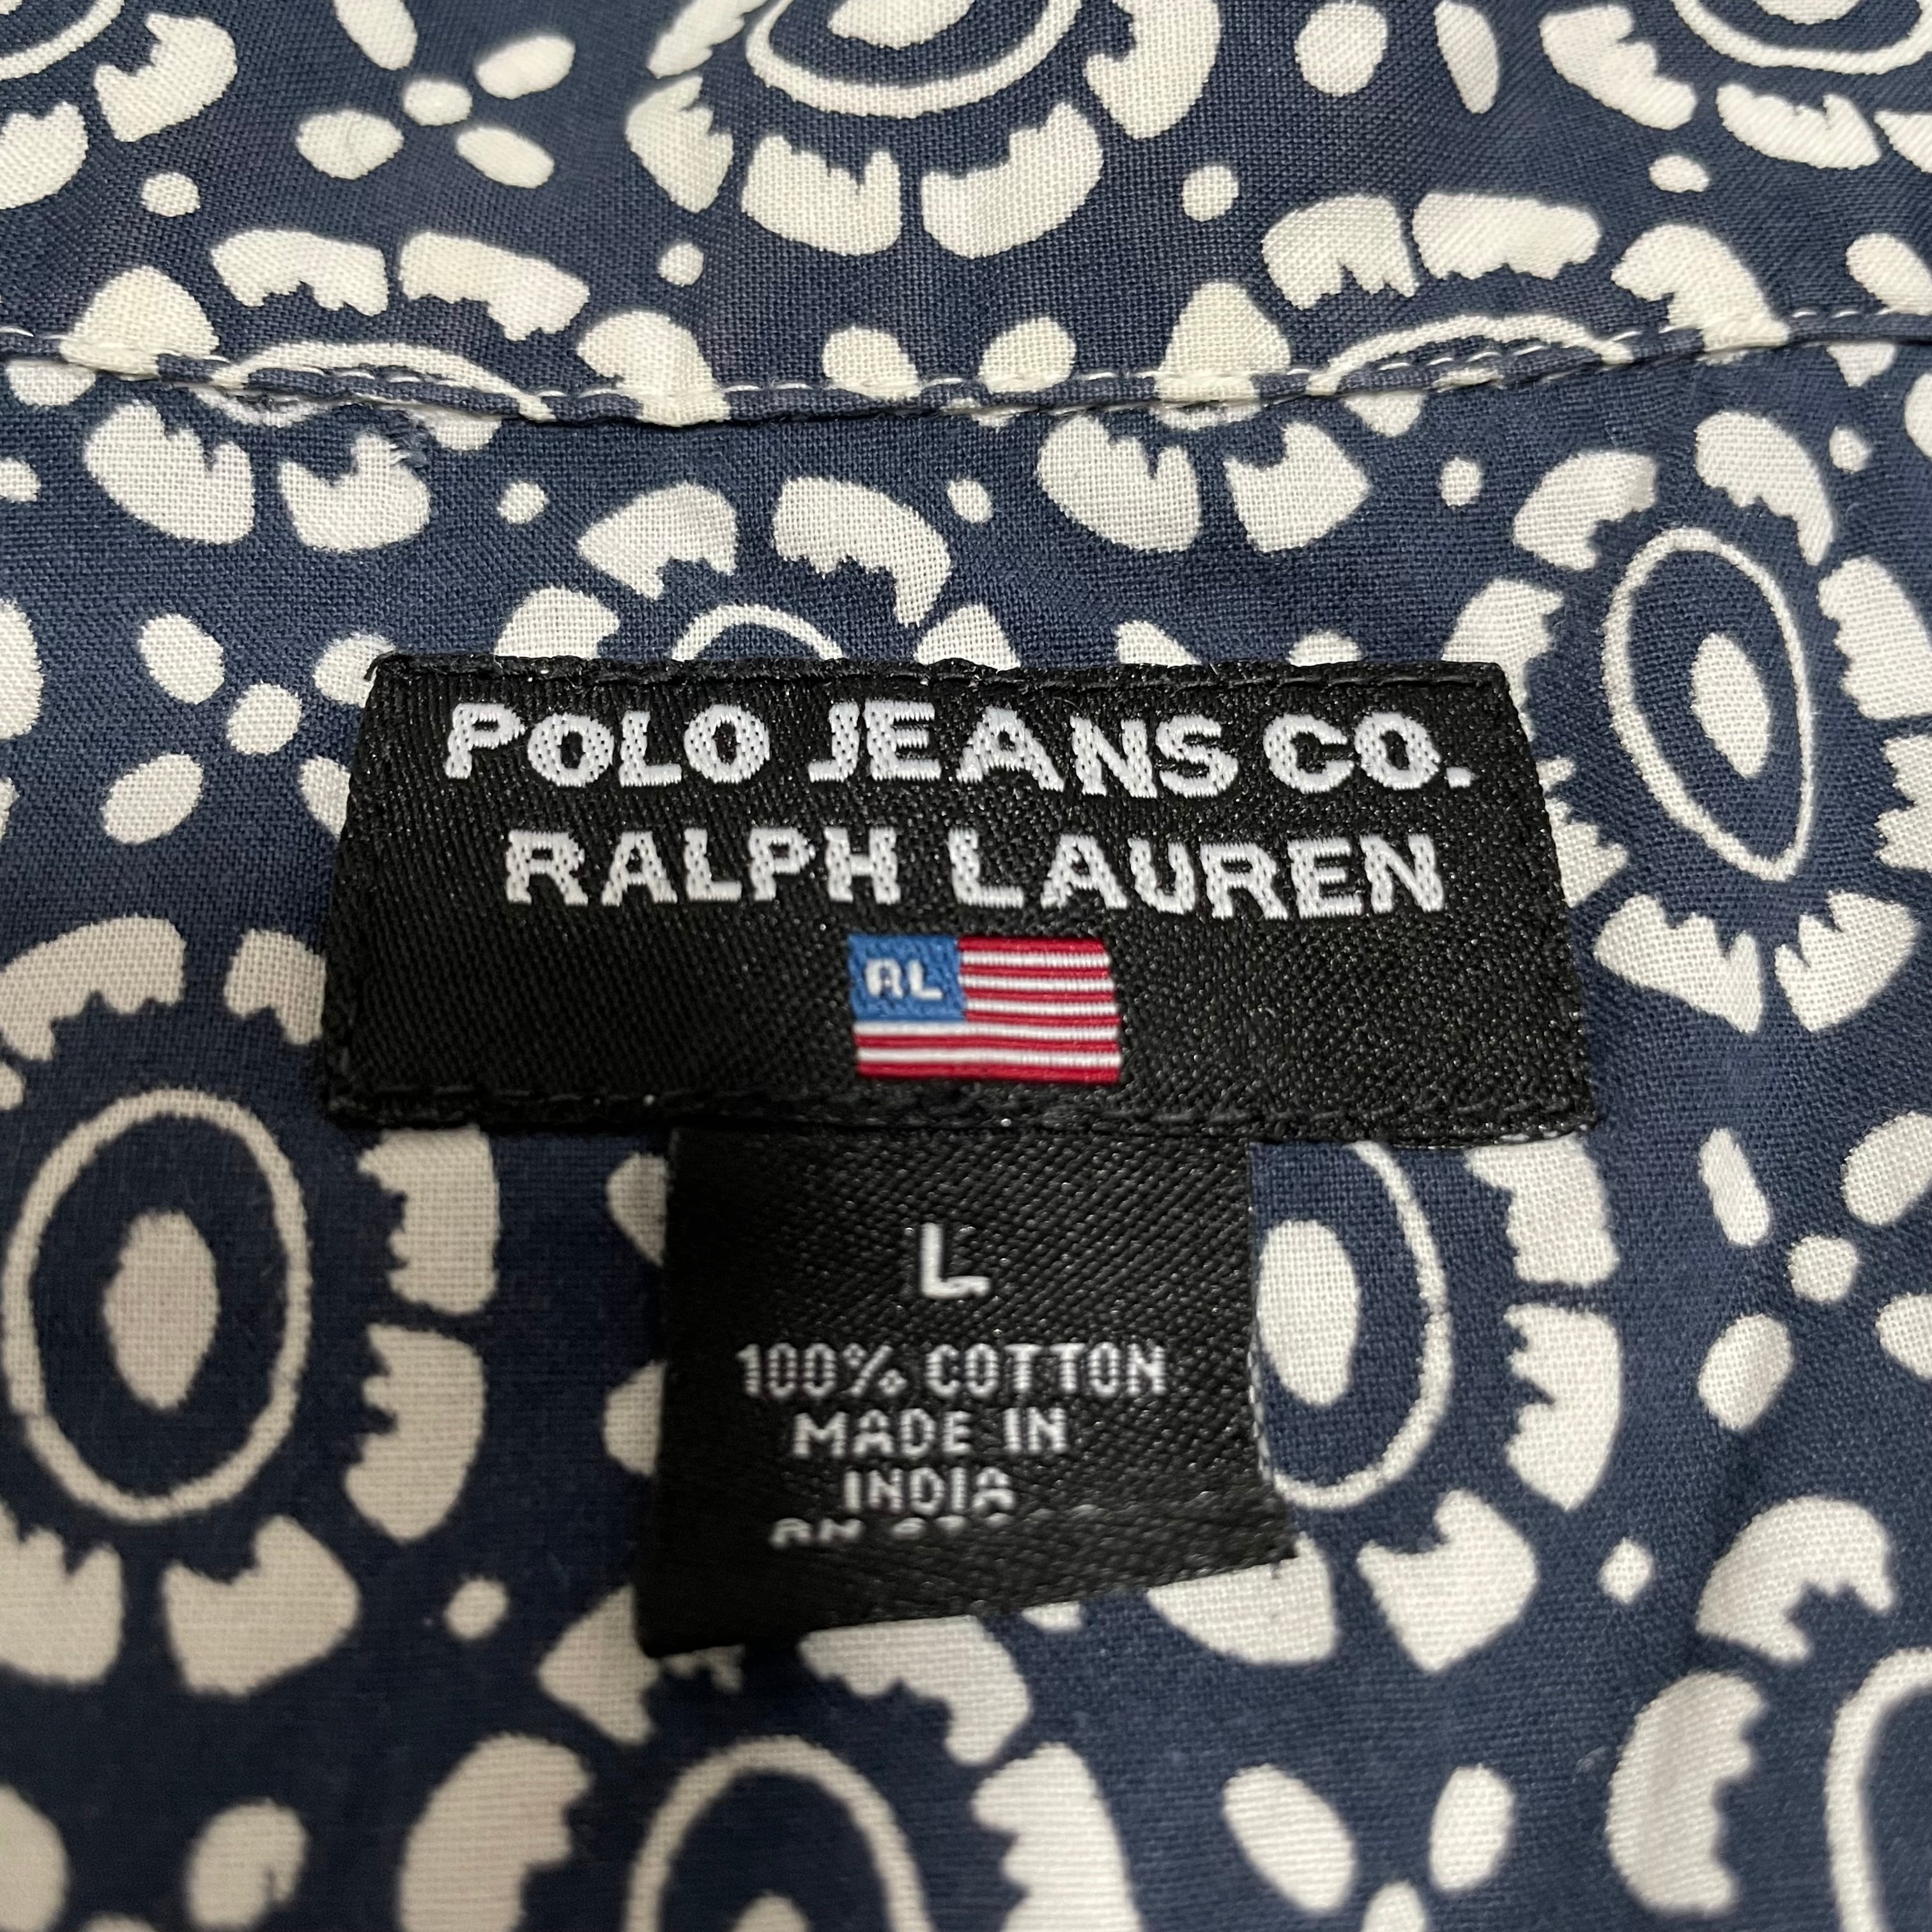 POLO JEANS CO.
RALPH LAUREN
RL
L
100% COTTON
MADE IN
INDIA